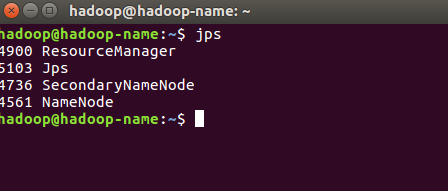 hadoop@hadoop-name: ~
hadoop@hadoop-name:~$ jps
4900 ResourceManager
5103 Jps
4736 SecondaryNameNode
4561 NameNode
hadoop@hadoop-name:~$